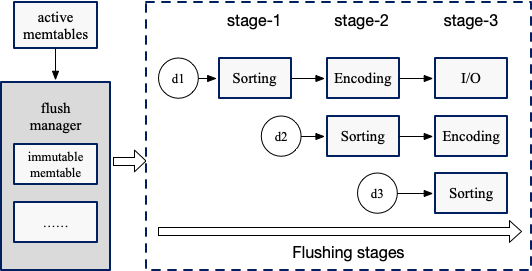 active
memtables
flush
manager
immutable
memtable
......
stage-1 stage-2 stage-3
d1 Sorting Encoding I/O
d2 Sorting Encoding
d3 Sorting
Flushing stages